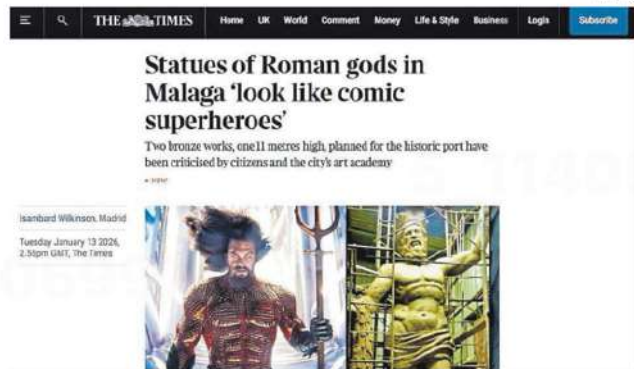 THE TIMES Home UK World Comment Money Life & Style Business Login Subscribe
Statues of Roman gods in
Malaga ‘look like comic
superheroes’
Two bronze works, one 11 metres high, planned for the historic port have
been criticised by citizens and the city's art academy
Isambard Wilkinson, Madrid
Tuesday January 13 2026,
2.55pm GMT, The Times